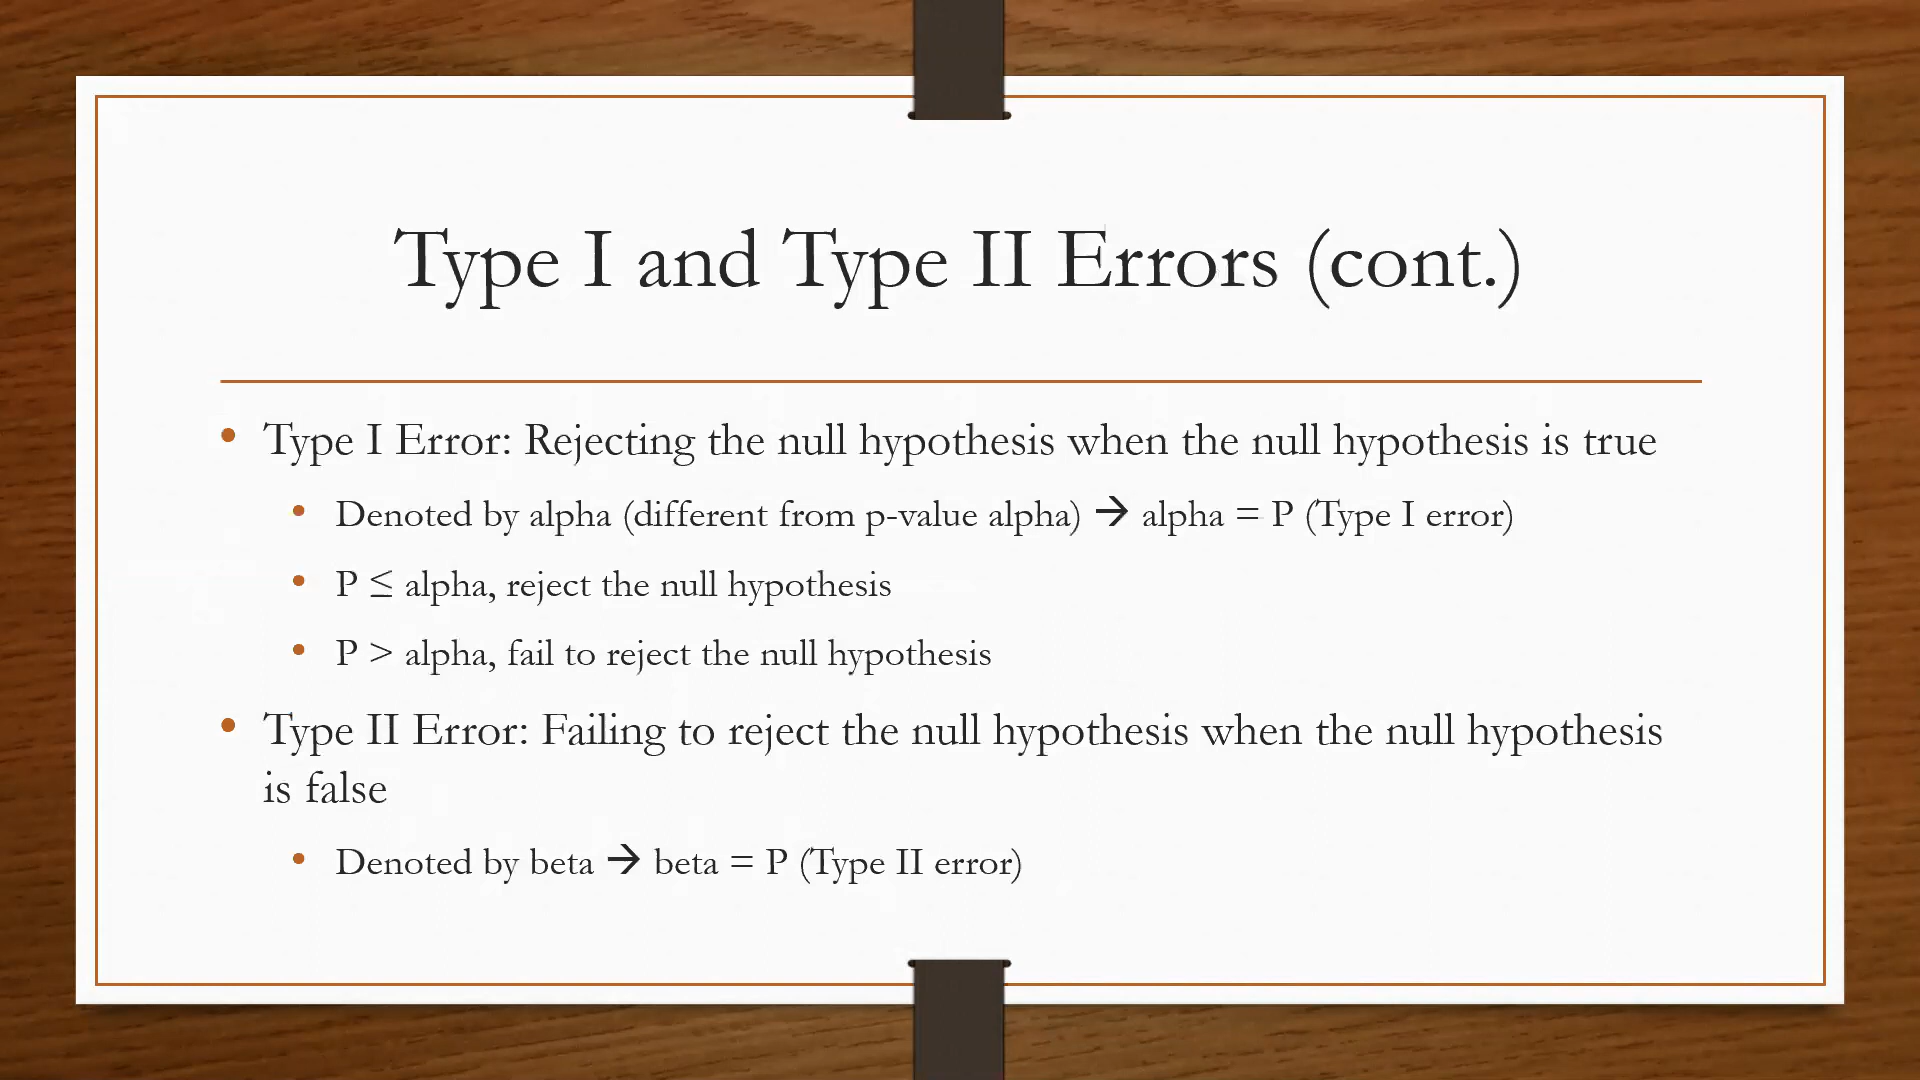 Type I and Type II Errors (cont.)
• Type I Error: Rejecting the null hypothesis when the null hypothesis is true
• Denoted by alpha (different from p-value alpha) → alpha = P (Type I error)
• P ≤ alpha, reject the null hypothesis
• P > alpha, fail to reject the null hypothesis
• Type II Error: Failing to reject the null hypothesis when the null hypothesis
is false
• Denoted by beta → beta = P (Type II error)